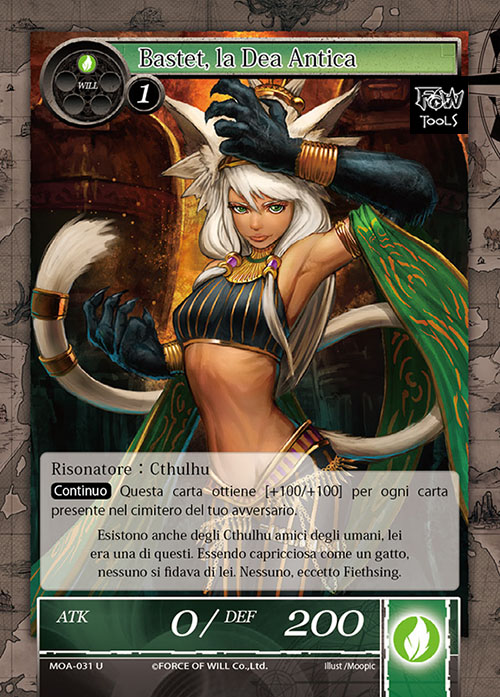 Bastet, la Dea Antica
WILL
1
FoW
TOOLS
Risonatore : Cthulhu
Continuo Questa carta ottiene [+100/+100] per ogni carta
presente nel cimitero del tuo avversario.
Esistono anche degli Cthulhu amici degli umani, lei
era una di questi. Essendo capricciosa come un gatto,
nessuno si fidava di lei. Nessuno, eccetto Fiethsing.
ATK 0/ DEF 200
MOA-031 U ©FORCE OF WILL Co.,Ltd. Illust /Moopic